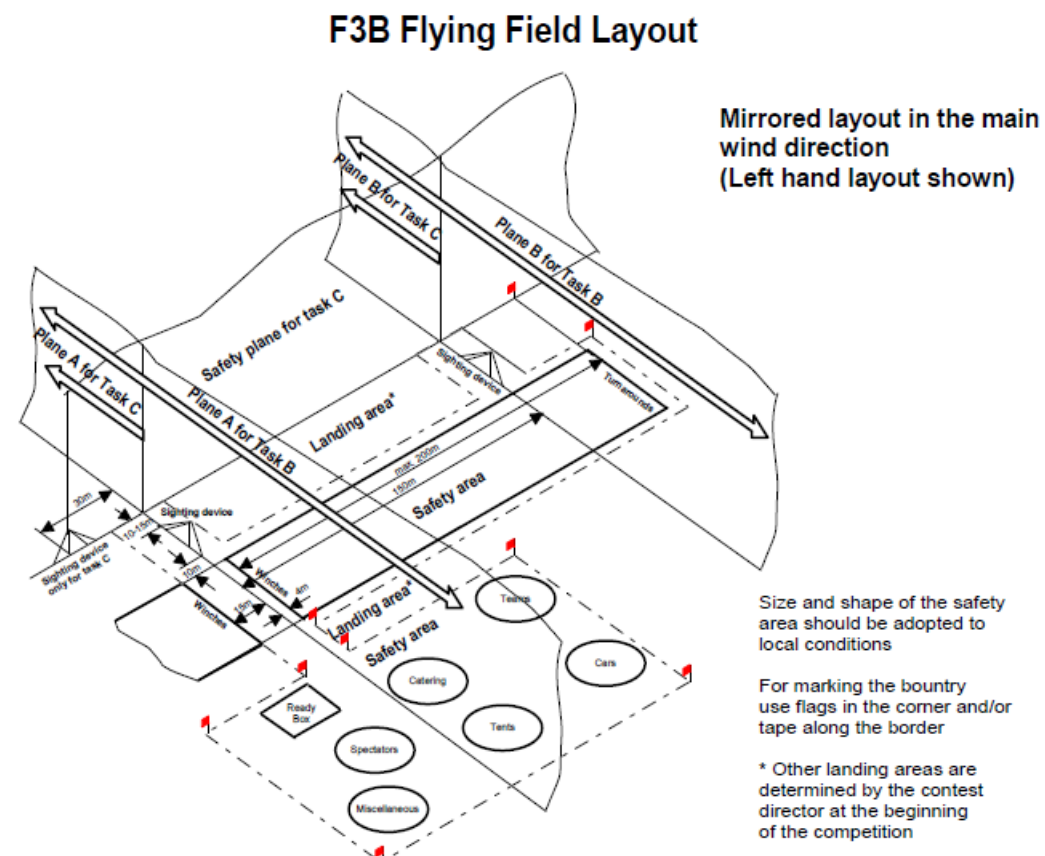 F3B Flying Field Layout
Mirrored layout in the main
wind direction
(Left hand layout shown)
Plane B for Task C
Plane B for Task B
Safety plane for task C
Plane A for Task C
Plane A for Task B
Landing area*
Sighting device
Turnarounds
max. 200m
150m
Safety area
30m
10-15m
Sighting device
Sighting device
only for task C
10m
Winches
4m
Winches
15m
Landing area*
Safety area
Teams
Cars
Catering
Tents
Ready
Box
Spectators
Miscellaneous
Size and shape of the safety
area should be adopted to
local conditions
For marking the bountry
use flags in the corner and/or
tape along the border
* Other landing areas are
determined by the contest
director at the beginning
of the competition